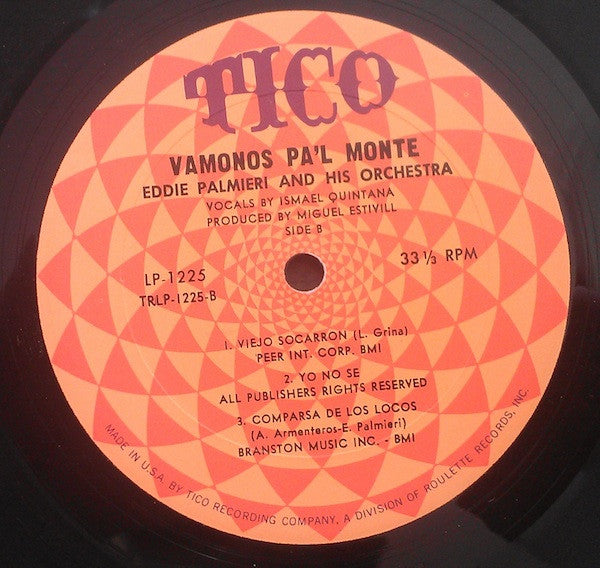 TICO
VAMONOS PA'L MONTE
EDDIE PALMIERI AND HIS ORCHESTRA
VOCALS BY ISMAEL QUINTANA
PRODUCED BY MIGUEL ESTIVILL
SIDE B
LP-1225
TRLP-1225-B
33 1/3 RPM
1. VIEJO SOCARRON (L. Grina)
PEER INT. CORP. BMI
2. YO NO SE
ALL PUBLISHERS RIGHTS RESERVED
3. COMPARSA DE LOS LOCOS
(A. Armenteros-E. Palmieri)
BRANSTON MUSIC INC. - BMI
MADE IN U.S.A. BY TICO RECORDING COMPANY, A DIVISION OF ROULETTE RECORDS, INC.